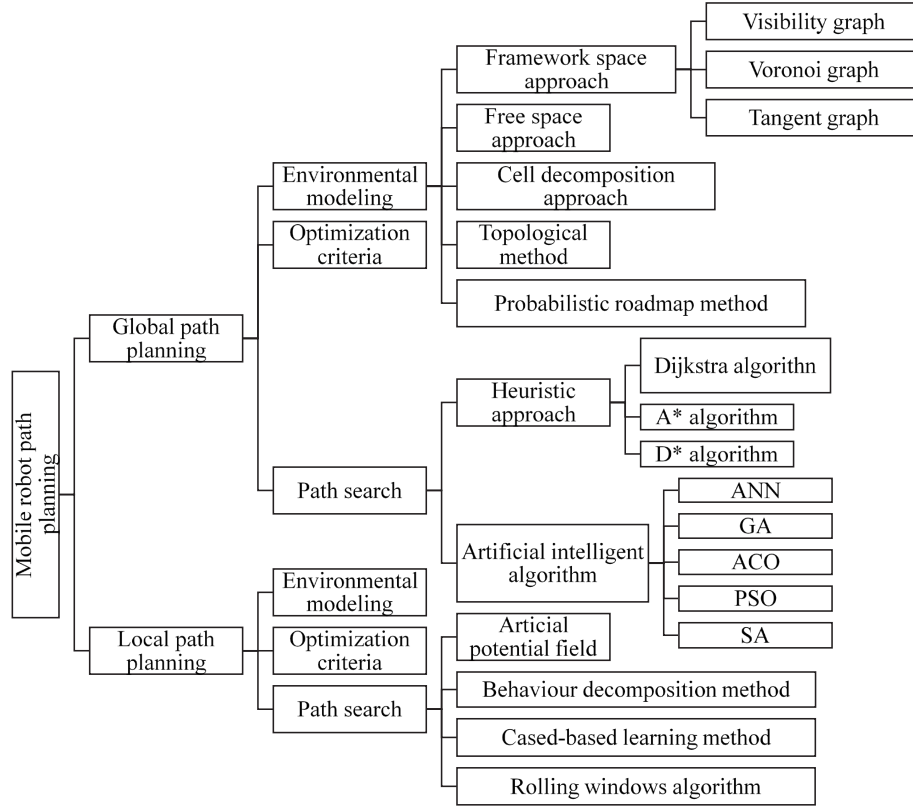 Visibility graph
Framework space
approach
Voronoi graph
Tangent graph
Free space
approach
Environmental
modeling
Cell decomposition
approach
Optimization
criteria
Topological
method
Probabilistic roadmap method
Global path
planning
Mobile robot path
planning
Heuristic
approach
Dijkstra algorithn
A* algorithm
D* algorithm
Path search
ANN
GA
Artificial intelligent
algorithm
ACO
PSO
SA
Environmental
modeling
Local path
planning
Optimization
criteria
Articial
potential field
Path search
Behaviour decomposition method
Cased-based learning method
Rolling windows algorithm